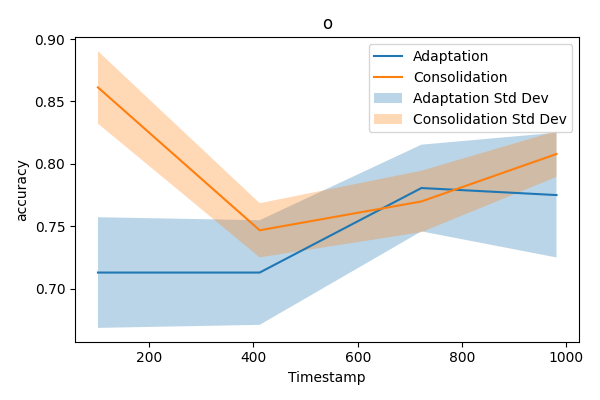 o
0.90
0.85
0.80
0.75
0.70
accuracy
Adaptation
Consolidation
Adaptation Std Dev
Consolidation Std Dev
200
400
600
800
1000
Timestamp